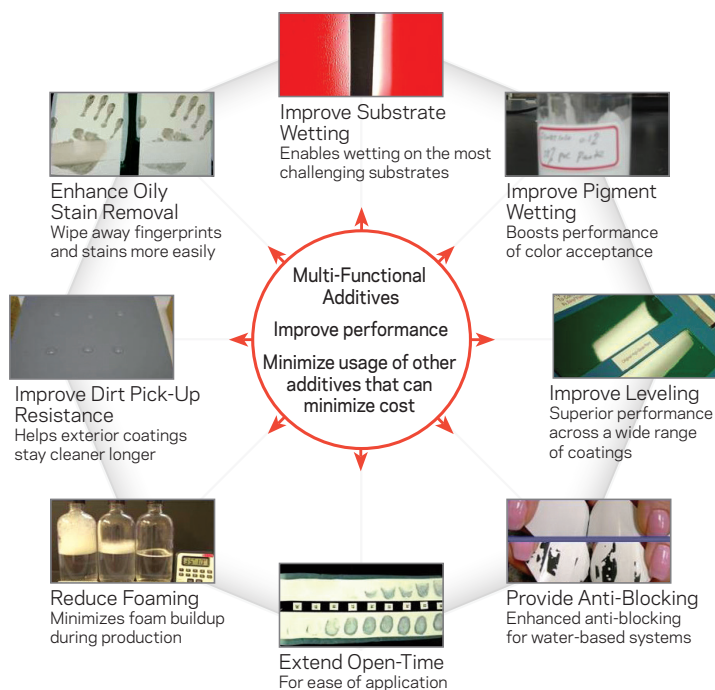 Improve Substrate
Wetting
Enables wetting on the most
challenging substrates
Improve Pigment
Wetting
Boosts performance
of color acceptance
Improve Leveling
Superior performance
across a wide range
of coatings
Provide Anti-Blocking
Enhanced anti-blocking
for water-based systems
Extend Open-Time
For ease of application
Reduce Foaming
Minimizes foam buildup
during production
Improve Dirt Pick-Up
Resistance
Helps exterior coatings
stay cleaner longer
Enhance Oily
Stain Removal
Wipe away fingerprints
and stains more easily
Multi-Functional
Additives
Improve performance
Minimize usage of other
additives that can
minimize cost